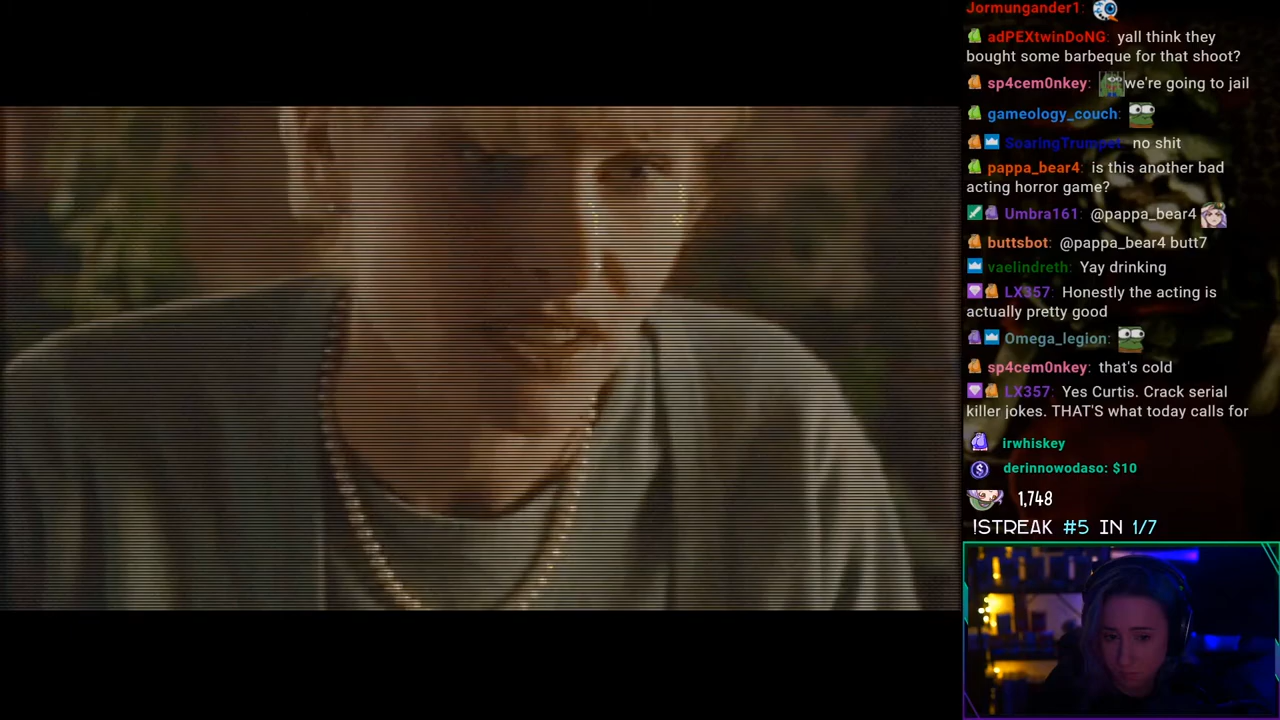 Jormungander1:
adPEXtwinDoNG: yall think they
bought some barbeque for that shoot?
sp4cem0nkey: we're going to jail
gameology_couch:
SoaringTrumpet: no shit
pappa_bear4: is this another bad
acting horror game?
Umbra161: @pappa_bear4
buttsbot: @pappa_bear4 butt7
vaelindreth: Yay drinking
LX357: Honestly the acting is
actually pretty good
Omega_legion:
sp4cem0nkey: that's cold
LX357: Yes Curtis. Crack serial
killer jokes. THAT'S what today calls for
irwhiskey
derinnowodaso: $10
1,748
!STREAK #5 IN 1/7